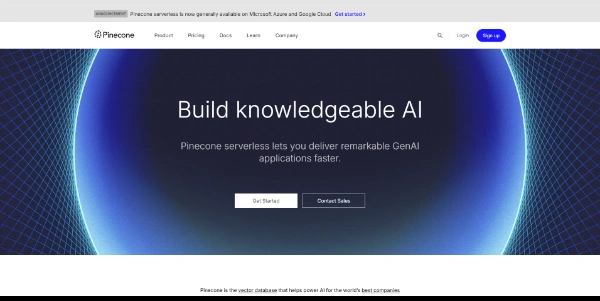 ANNOUNCEMENT Pinecone serverless is now generally available on Microsoft Azure and Google Cloud Get started >
Pinecone Product Pricing Docs Learn Company Login Sign up
Build knowledgeable AI
Pinecone serverless lets you deliver remarkable GenAI
applications faster.
Get Started Contact Sales
Pinecone is the vector database that helps power AI for the world's best companies